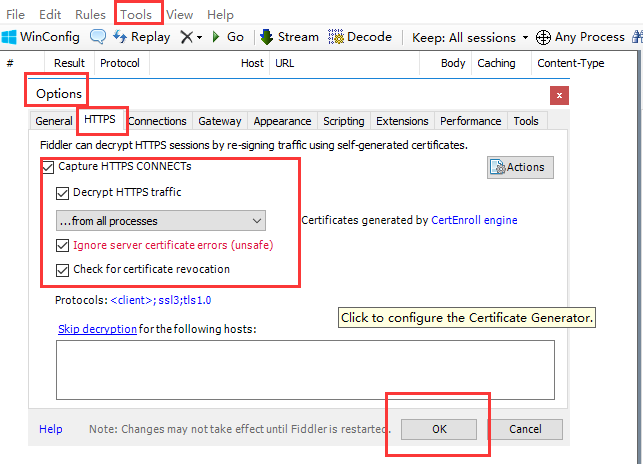 File Edit Rules Tools View Help
WinConfig Replay Go Stream Decode Keep: All sessions Any Process
# Result Protocol Host URL Body Caching Content-Type
Options
General HTTPS Connections Gateway Appearance Scripting Extensions Performance Tools
Fiddler can decrypt HTTPS sessions by re-signing traffic using self-generated certificates.
Capture HTTPS CONNECTs Actions
Decrypt HTTPS traffic
...from all processes Certificates generated by CertEnroll engine
Ignore server certificate errors (unsafe)
Check for certificate revocation
Protocols: <client>; ssl3;tls1.0
Click to configure the Certificate Generator.
Skip decryption for the following hosts:
Help Note: Changes may not take effect until Fiddler is restarted. OK Cancel